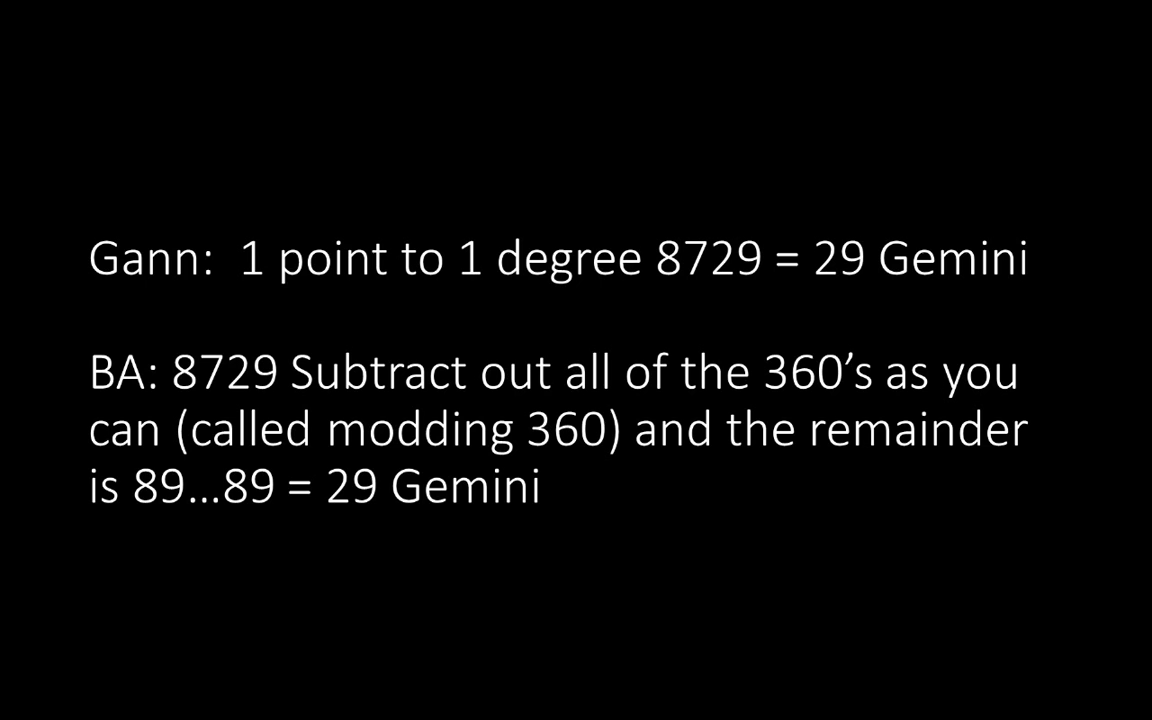 Gann:  1 point to 1 degree 8729 = 29 Gemini
BA: 8729 Subtract out all of the 360’s as you
can (called modding 360) and the remainder
is 89...89 = 29 Gemini